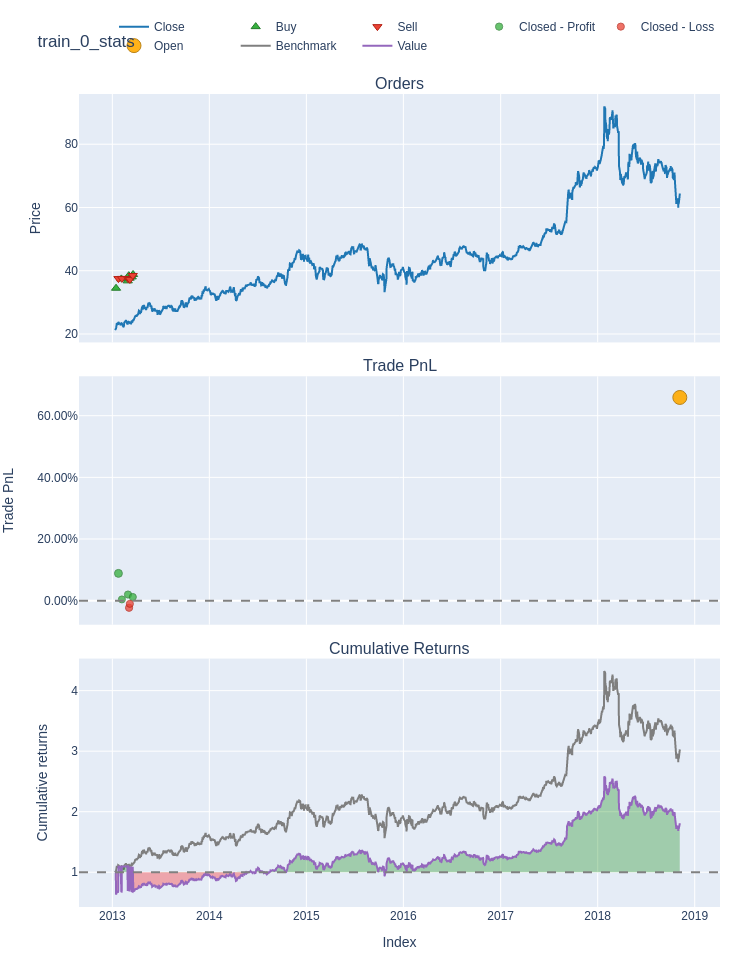 train_0_stats
Close
Buy
Sell
Closed - Profit
Closed - Loss
Open
Benchmark
Value
Orders
80
60
40
20
Price
Trade PnL
60.00%
40.00%
20.00%
0.00%
Trade PnL
Cumulative Returns
4
3
2
1
Cumulative returns
2013 2014 2015 2016 2017 2018 2019
Index